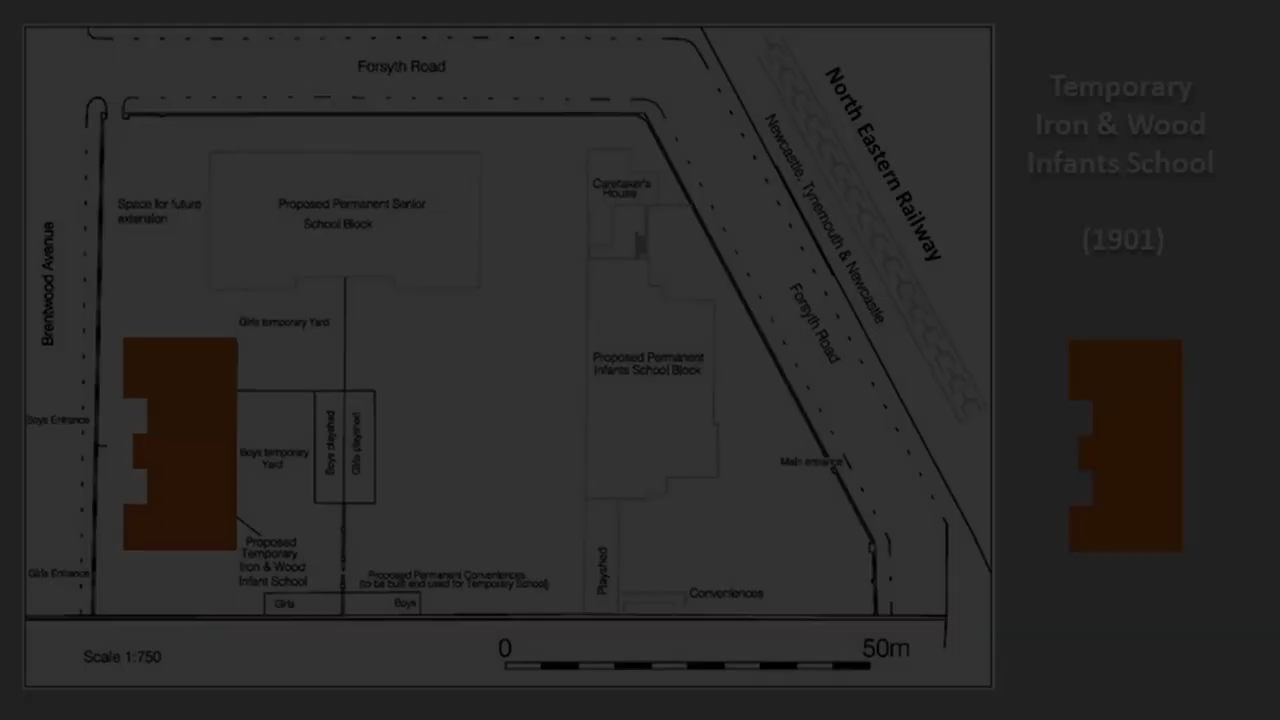 Forsyth Road
North Eastern Railway
Newcastle, Tynemouth & Newcastle
Temporary
Iron & Wood
Infants School
(1901)
Caretaker's
House
Space for future
extension
Proposed Permanent Senior
School Block
Brentwood Avenue
Girls temporary Yard
Forsyth Road
Proposed Permanent
Infants School Block
Boys Entrance
Boys playshed
Girls playshed
Boys temporary
Yard
Main entrance
Proposed
Temporary
Iron & Wood
Infant School
Girls Entrance
Proposed Permanent Conveniences
(to be built and used for Temporary School)
Playshed
Conveniences
Girls
Boys
Scale 1:750
0
50m